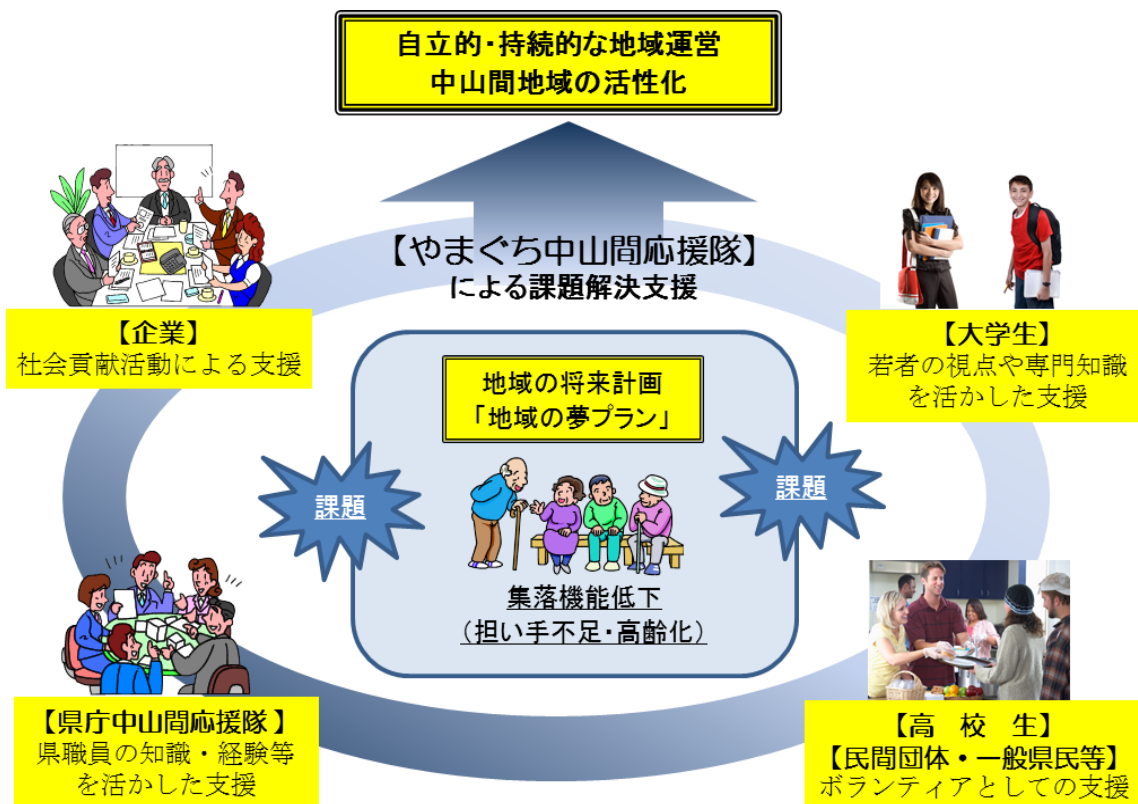 自立的・持続的な地域運営
中山間地域の活性化
【やまぐち中山間応援隊】
による課題解決支援
【企業】
社会貢献活動による支援
【大学生】
若者の視点や専門知識
を活かした支援
地域の将来計画
「地域の夢プラン」
課題
課題
集落機能低下
（担い手不足・高齢化）
【県庁中山間応援隊】
県職員の知識・経験等
を活かした支援
【高　校　生】
【民間団体・一般県民等】
ボランティアとしての支援